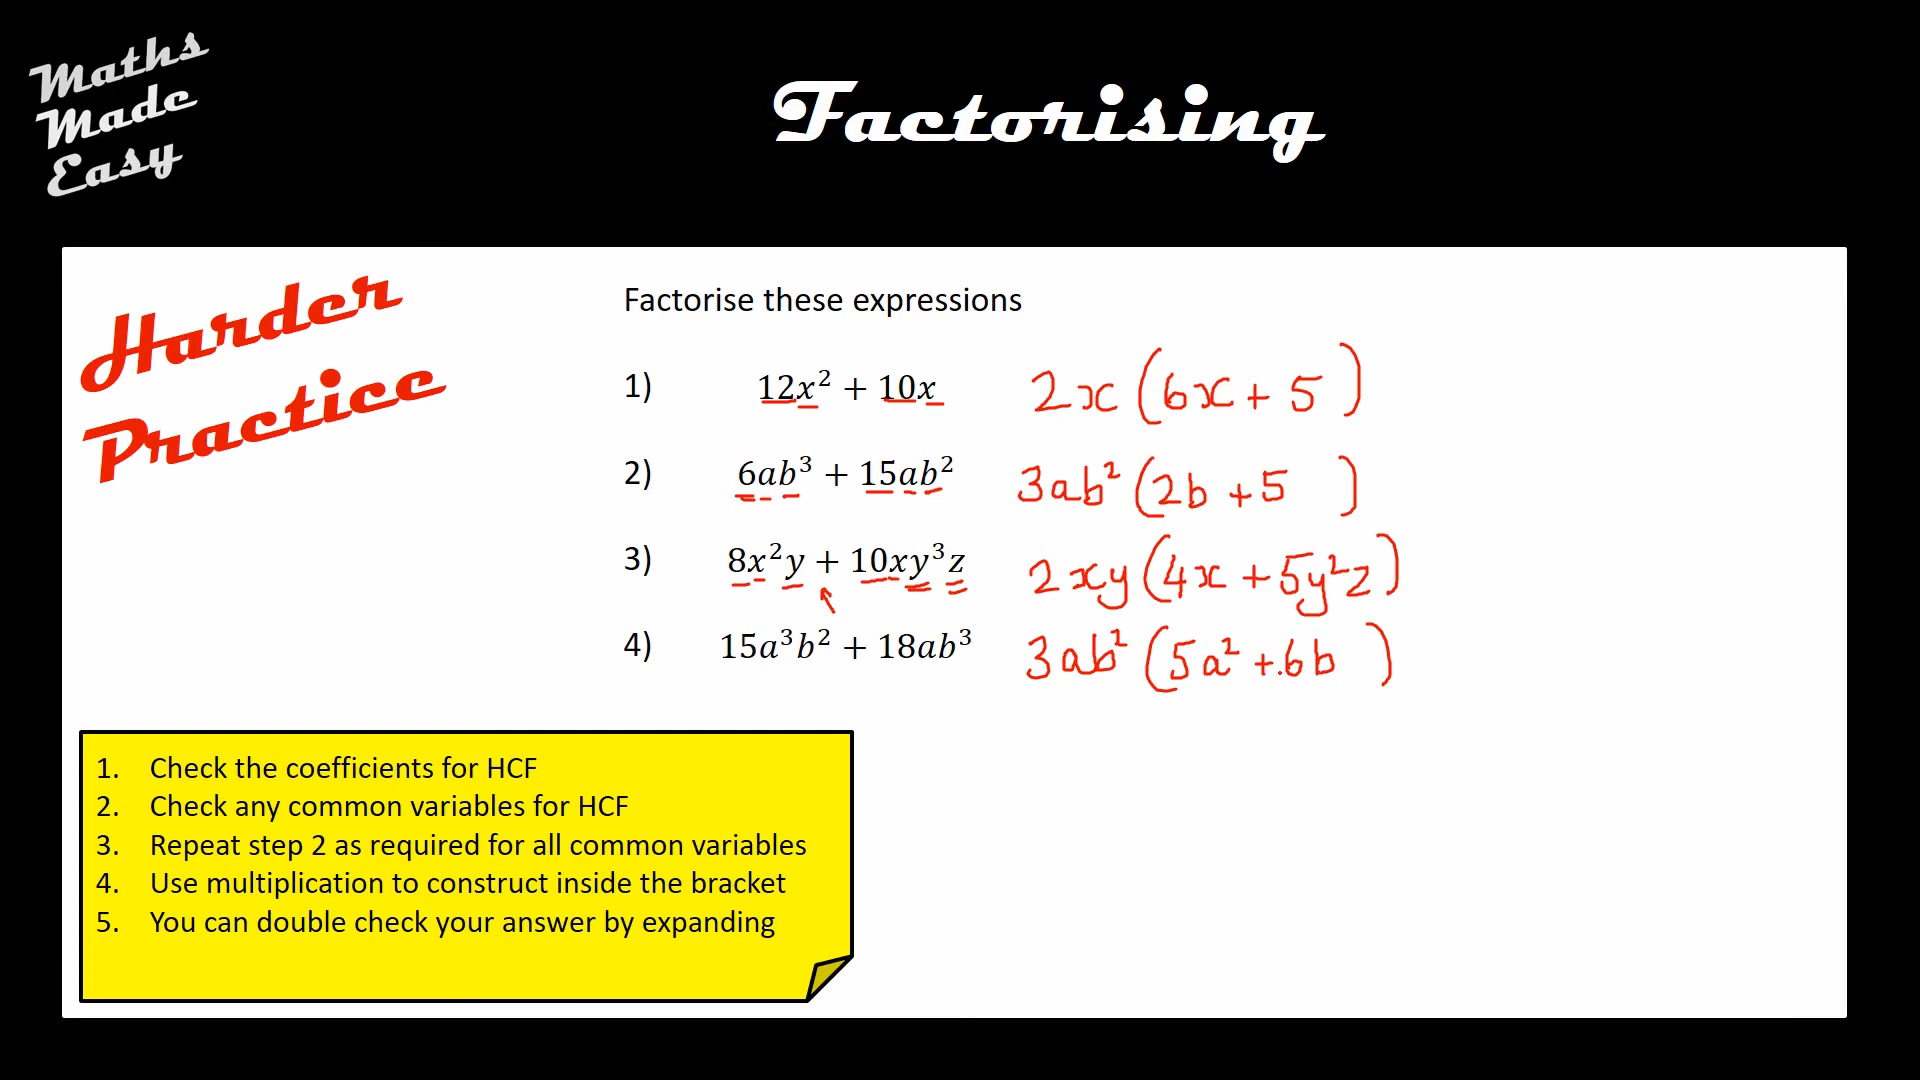 Maths
Made
Easy
Factorising
Harder
Practice
Factorise these expressions
1) 12x² + 10x 2x(6x + 5)
2) 6ab³ + 15ab² 3ab²(2b + 5)
3) 8x²y + 10xy³z 2xy(4x + 5y²z)
4) 15a³b² + 18ab³ 3ab²(5a² + 6b)
1. Check the coefficients for HCF
2. Check any common variables for HCF
3. Repeat step 2 as required for all common variables
4. Use multiplication to construct inside the bracket
5. You can double check your answer by expanding